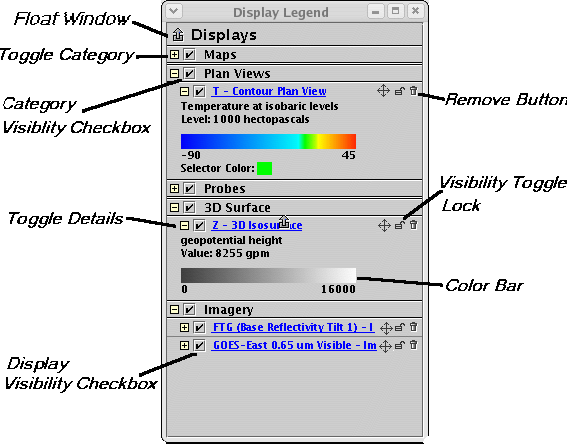 Display Legend
Float Window
Displays
Toggle Category
Maps
Plan Views
T - Contour Plan View
Category
Visiblity Checkbox
Remove Button
Temperature at isobaric levels
Level: 1000 hectopascals
-90 45
Selector Color:
Probes
Visibility Toggle
Lock
3D Surface
Toggle Details
Z - 3D Isosurface
geopotential height
Value: 8255 gpm
Color Bar
0 16000
Imagery
FTG (Base Reflectivity Tilt 1) - I
GOES-East 0.65 um Visible - Im
Display
Visibility Checkbox